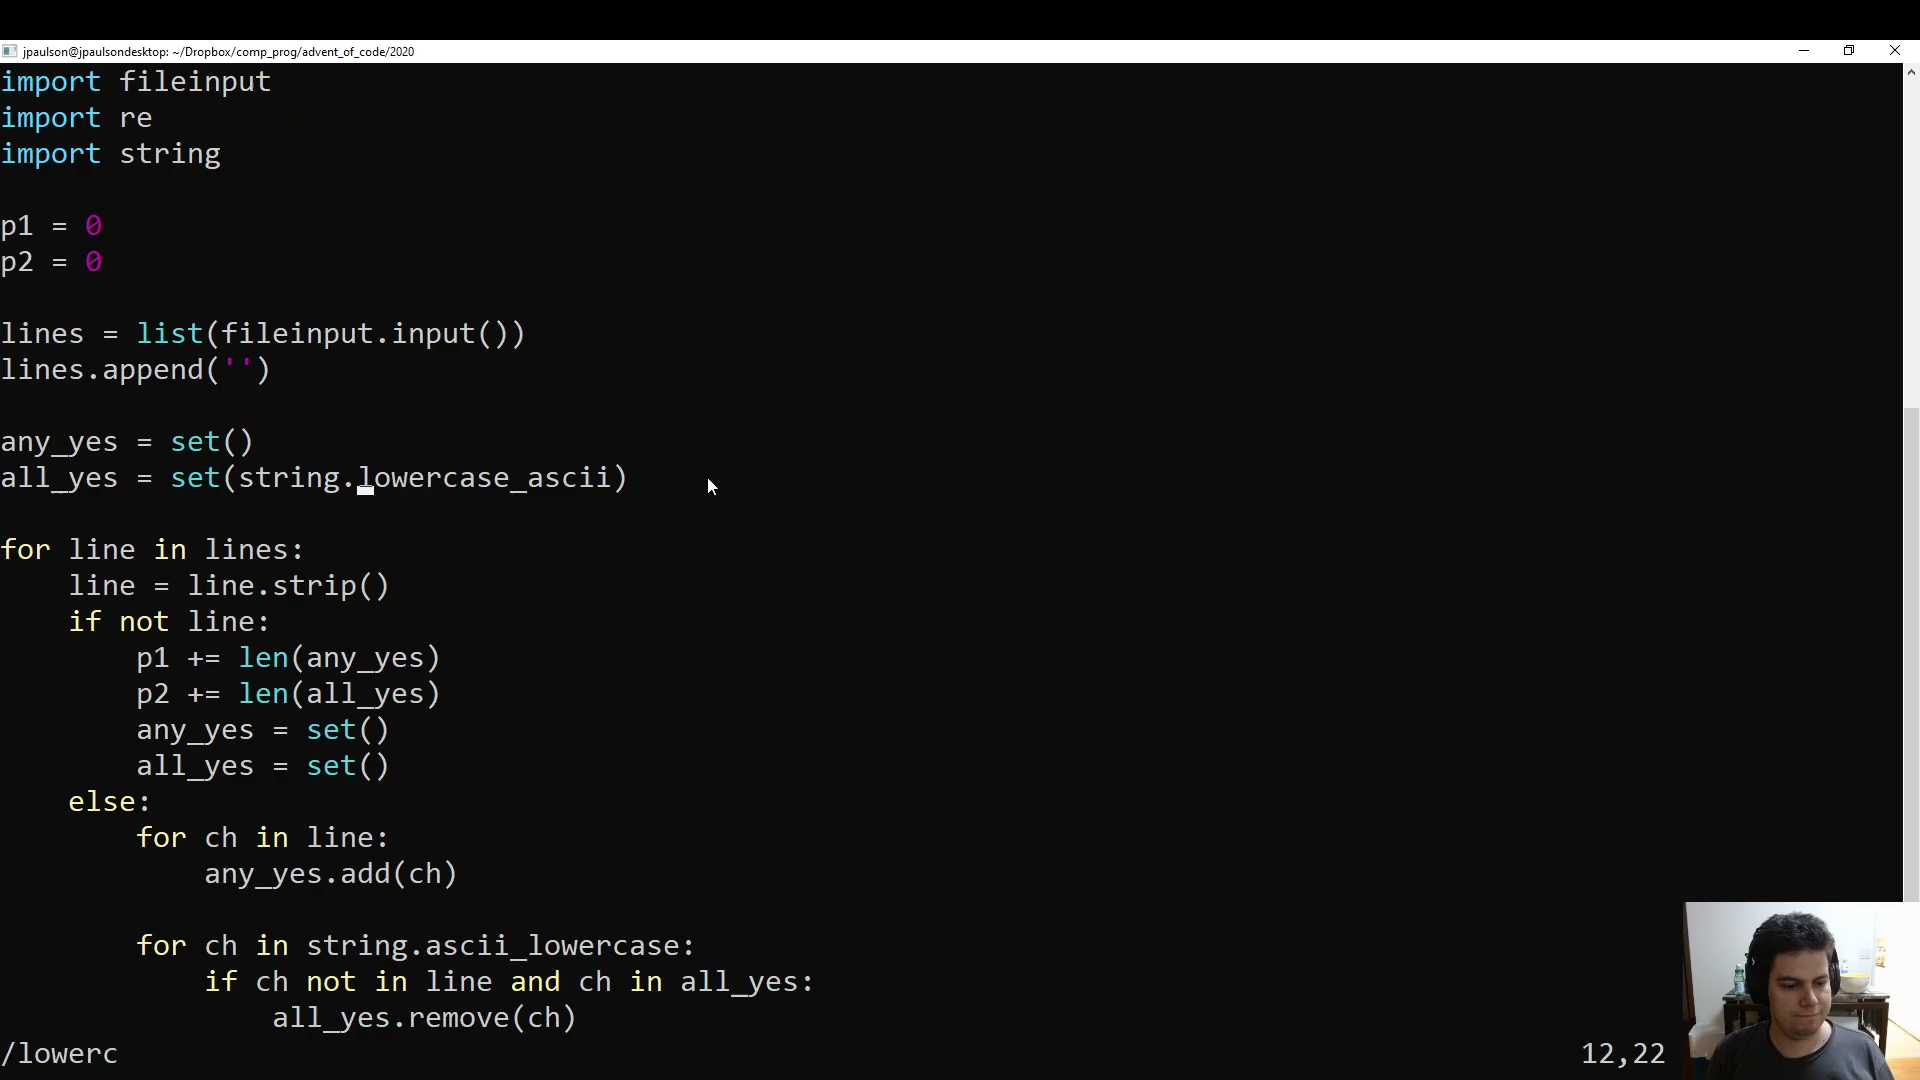 jpaulson@jpaulsondesktop: ~/Dropbox/comp_prog/advent_of_code/2020
import fileinput
import re
import string

p1 = 0
p2 = 0

lines = list(fileinput.input())
lines.append('')

any_yes = set()
all_yes = set(string.lowercase_ascii)

for line in lines:
    line = line.strip()
    if not line:
        p1 += len(any_yes)
        p2 += len(all_yes)
        any_yes = set()
        all_yes = set()
    else:
        for ch in line:
            any_yes.add(ch)

        for ch in string.ascii_lowercase:
            if ch not in line and ch in all_yes:
                all_yes.remove(ch)
/lowerc 12,22